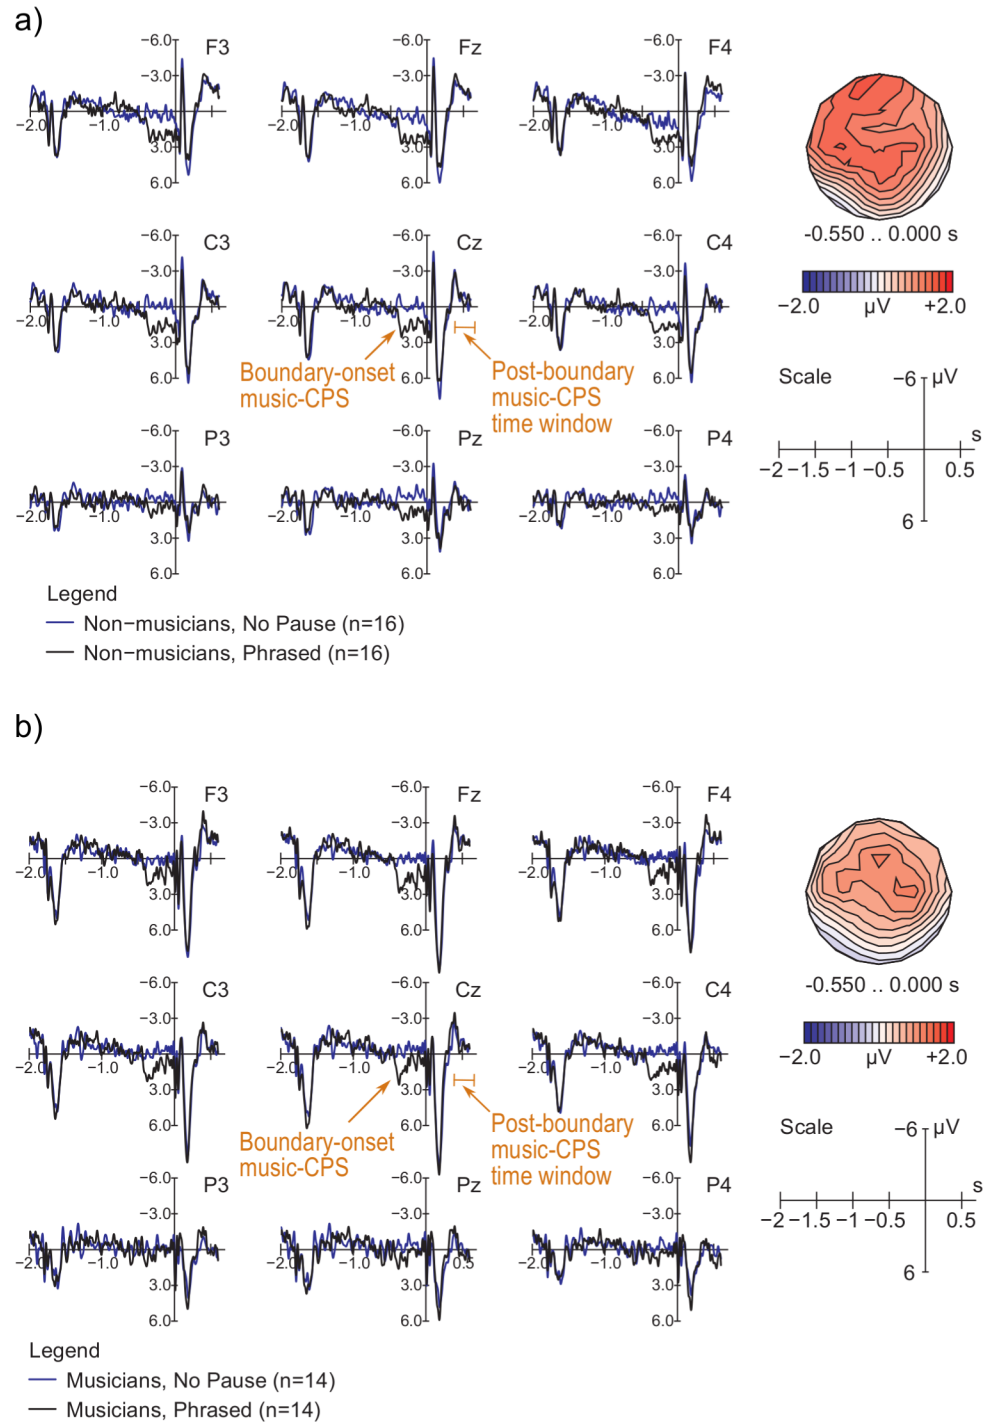 a)
−6.0 F3
−3.0
−2.0 −1.0
3.0
6.0
−6.0 Fz
−3.0
−2.0 −1.0
3.0
6.0
−6.0 F4
−3.0
−2.0 −1.0
3.0
6.0
-0.550 .. 0.000 s
−2.0 µV +2.0
−6.0 C3
−3.0
−2.0 −1.0
3.0
6.0
−6.0 Cz
−3.0
−2.0 −1.0
3.0
6.0
Boundary-onset
music-CPS
Post-boundary
music-CPS
time window
−6.0 C4
−3.0
−2.0 −1.0
3.0
6.0
Scale
−6 µV
s
−2 −1.5 −1 −0.5 0.5
6
−6.0 P3
−3.0
−2.0 −1.0
3.0
6.0
−6.0 Pz
−3.0
−2.0 −1.0
3.0
6.0
−6.0 P4
−3.0
−2.0 −1.0
3.0
6.0
Legend
Non−musicians, No Pause (n=16)
Non−musicians, Phrased (n=16)
b)
−6.0 F3
−3.0
−2.0 −1.0
3.0
6.0
−6.0 Fz
−3.0
−2.0 −1.0
3.0
6.0
−6.0 F4
−3.0
−2.0 −1.0
3.0
6.0
-0.550 .. 0.000 s
−2.0 µV +2.0
−6.0 C3
−3.0
−2.0 −1.0
3.0
6.0
−6.0 Cz
−3.0
−2.0 −1.0
3.0
6.0
Boundary-onset
music-CPS
Post-boundary
music-CPS
time window
−6.0 C4
−3.0
−2.0 −1.0
3.0
6.0
Scale
−6 µV
s
−2 −1.5 −1 −0.5 0.5
6
−6.0 P3
−3.0
−2.0 −1.0
3.0
6.0
−6.0 Pz
−3.0
−2.0 −1.0 0.5
3.0
6.0
−6.0 P4
−3.0
−2.0 −1.0
3.0
6.0
Legend
Musicians, No Pause (n=14)
Musicians, Phrased (n=14)